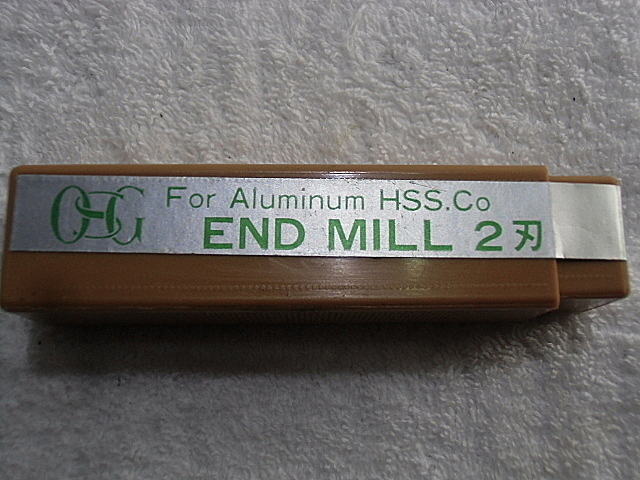 OSG For Aluminum HSS.Co
END MILL 2刃